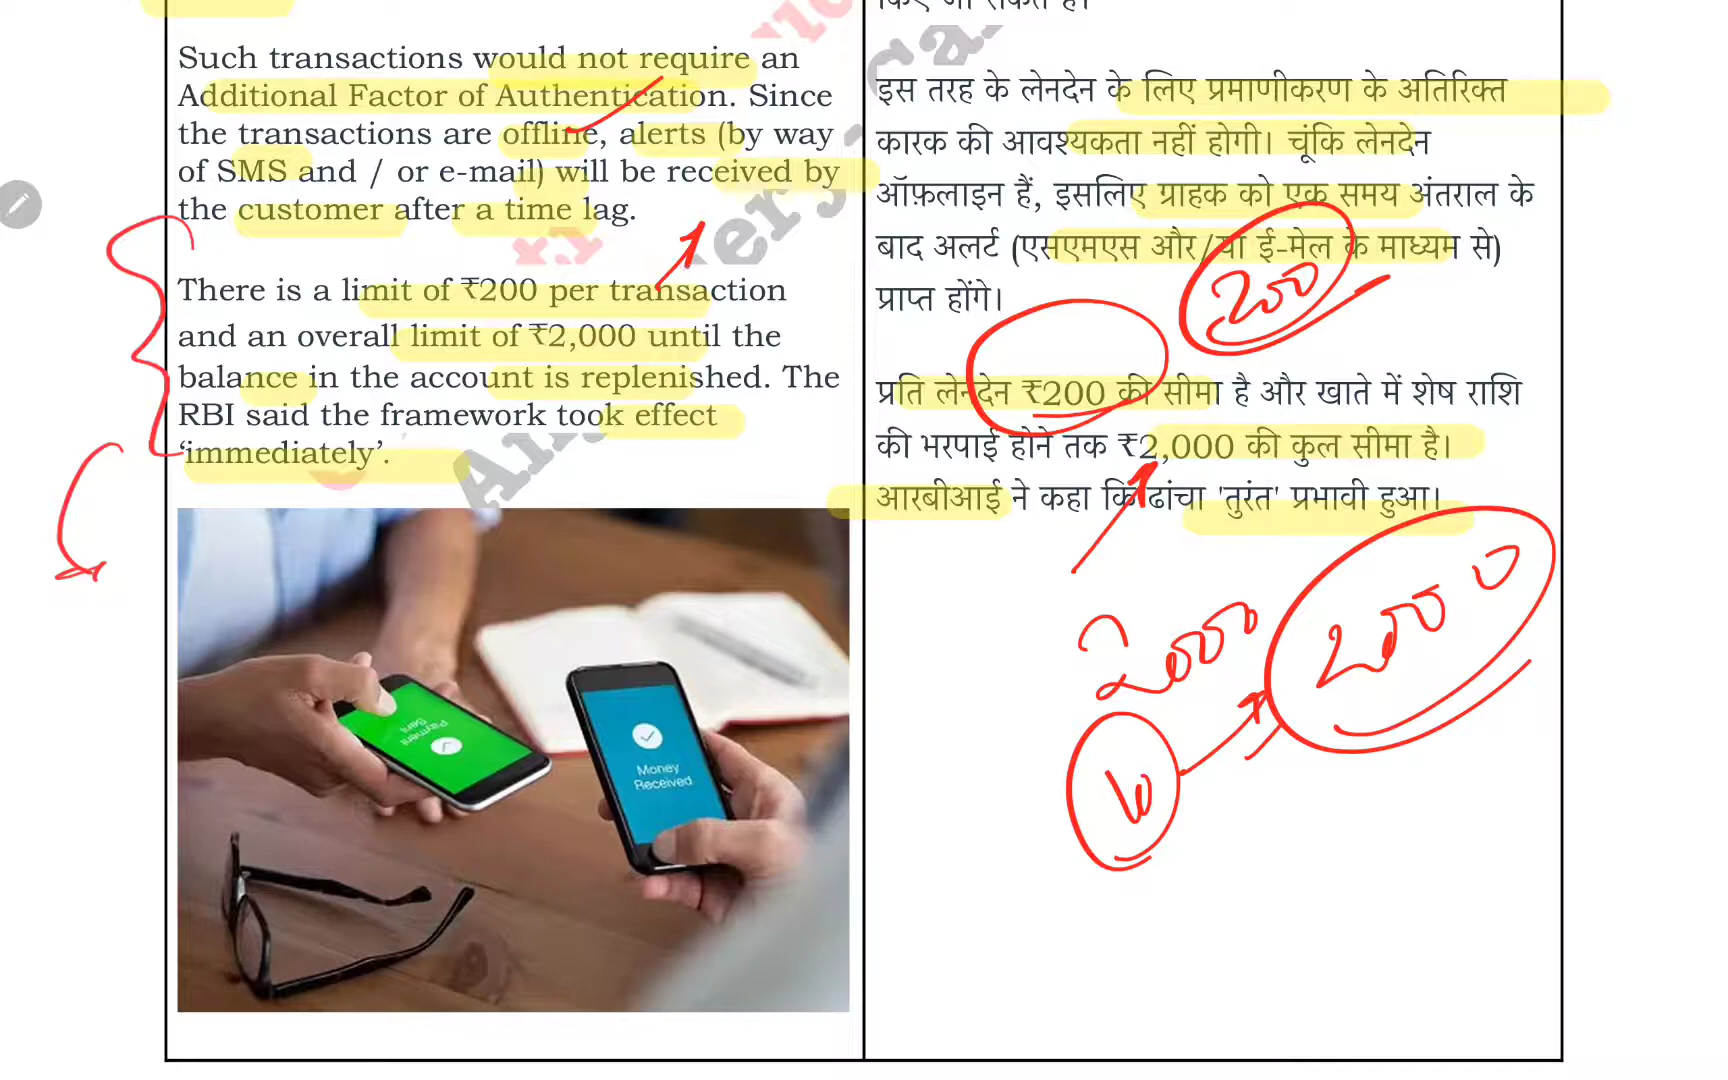 Such transactions would not require an
Additional Factor of Authentication. Since
the transactions are offline, alerts (by way
of SMS and / or e-mail) will be received by
the customer after a time lag.
There is a limit of ₹200 per transaction
and an overall limit of ₹2,000 until the
balance in the account is replenished. The
RBI said the framework took effect
‘immediately’.
Payment
Sent
Money
Received
इस तरह के लेनदेन के लिए प्रमाणीकरण के अतिरिक्त
कारक की आवश्यकता नहीं होगी। चूंकि लेनदेन
ऑफ़लाइन हैं, इसलिए ग्राहक को एक समय अंतराल के
बाद अलर्ट (एसएमएस और/या ई-मेल के माध्यम से)
प्राप्त होंगे।
200
प्रति लेनदेन ₹200 की सीमा है और खाते में शेष राशि
की भरपाई होने तक ₹2,000 की कुल सीमा है।
आरबीआई ने कहा कि ढांचा 'तुरंत' प्रभावी हुआ।
2000
2000